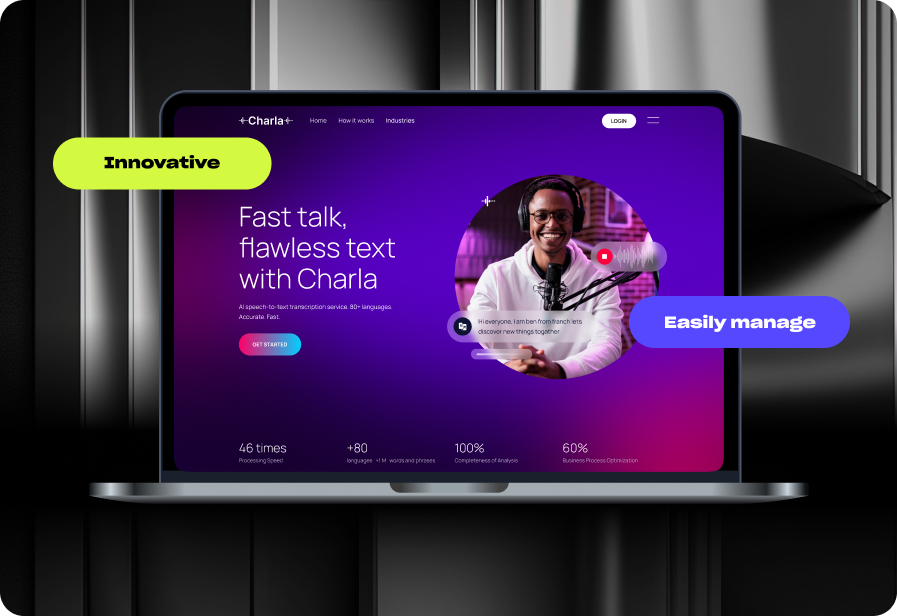 Charla
Home How it works Industries
LOGIN
Innovative
Fast talk,
flawless text
with Charla
AI speech-to-text transcription service. 80+ languages.
Accurate. Fast.
GET STARTED
Hi everyone, i am ben from franch lets
discover new things togather
Easily manage
46 times
Processing Speed
+80
languages +1 M words and phrases
100%
Completeness of Analysis
60%
Business Process Optimization